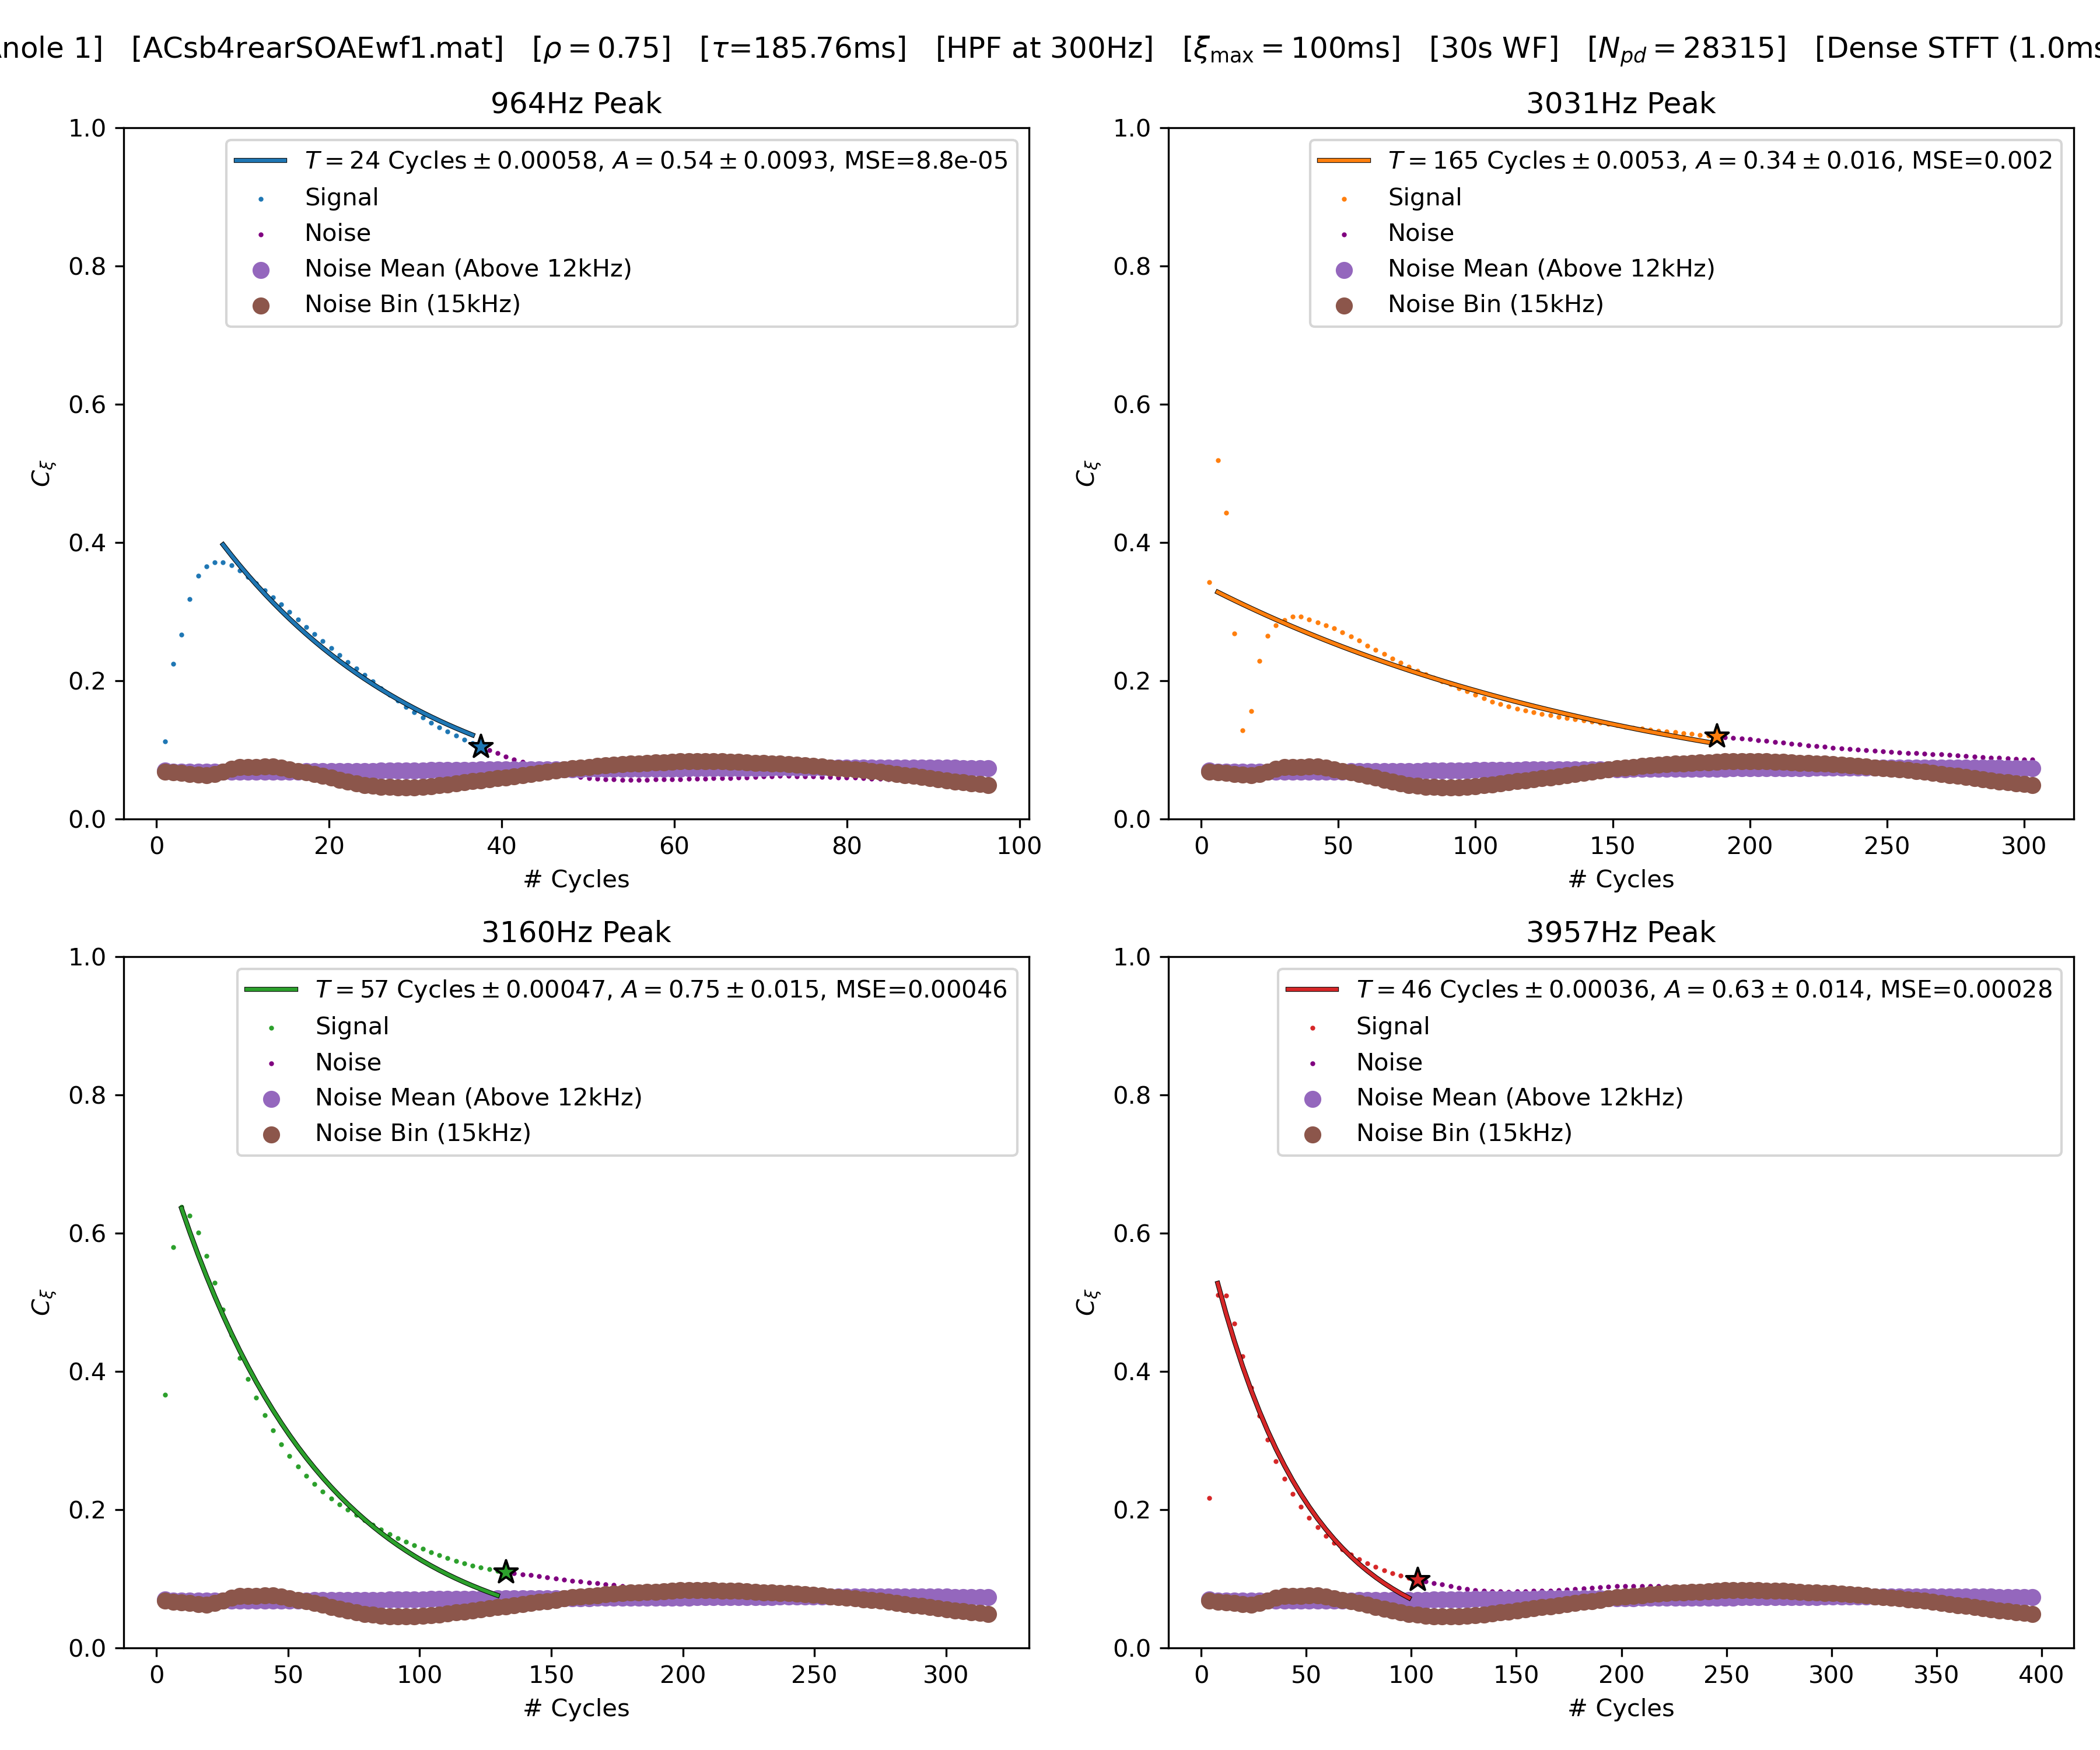 nole 1] [ACsb4rearSOAEwf1.mat] [ρ = 0.75] [τ=185.76ms] [HPF at 300Hz] [ξmax = 100ms] [30s WF] [Npd = 28315] [Dense STFT (1.0ms
964Hz Peak
1.0
0.8
0.6
0.4
0.2
0.0
Cξ
T = 24 Cycles ± 0.00058, A = 0.54 ± 0.0093, MSE=8.8e-05
Signal
Noise
Noise Mean (Above 12kHz)
Noise Bin (15kHz)
0 20 40 60 80 100
# Cycles
3031Hz Peak
1.0
0.8
0.6
0.4
0.2
0.0
Cξ
T = 165 Cycles ± 0.0053, A = 0.34 ± 0.016, MSE=0.002
Signal
Noise
Noise Mean (Above 12kHz)
Noise Bin (15kHz)
0 50 100 150 200 250 300
# Cycles
3160Hz Peak
1.0
0.8
0.6
0.4
0.2
0.0
Cξ
T = 57 Cycles ± 0.00047, A = 0.75 ± 0.015, MSE=0.00046
Signal
Noise
Noise Mean (Above 12kHz)
Noise Bin (15kHz)
0 50 100 150 200 250 300
# Cycles
3957Hz Peak
1.0
0.8
0.6
0.4
0.2
0.0
Cξ
T = 46 Cycles ± 0.00036, A = 0.63 ± 0.014, MSE=0.00028
Signal
Noise
Noise Mean (Above 12kHz)
Noise Bin (15kHz)
0 50 100 150 200 250 300 350 400
# Cycles